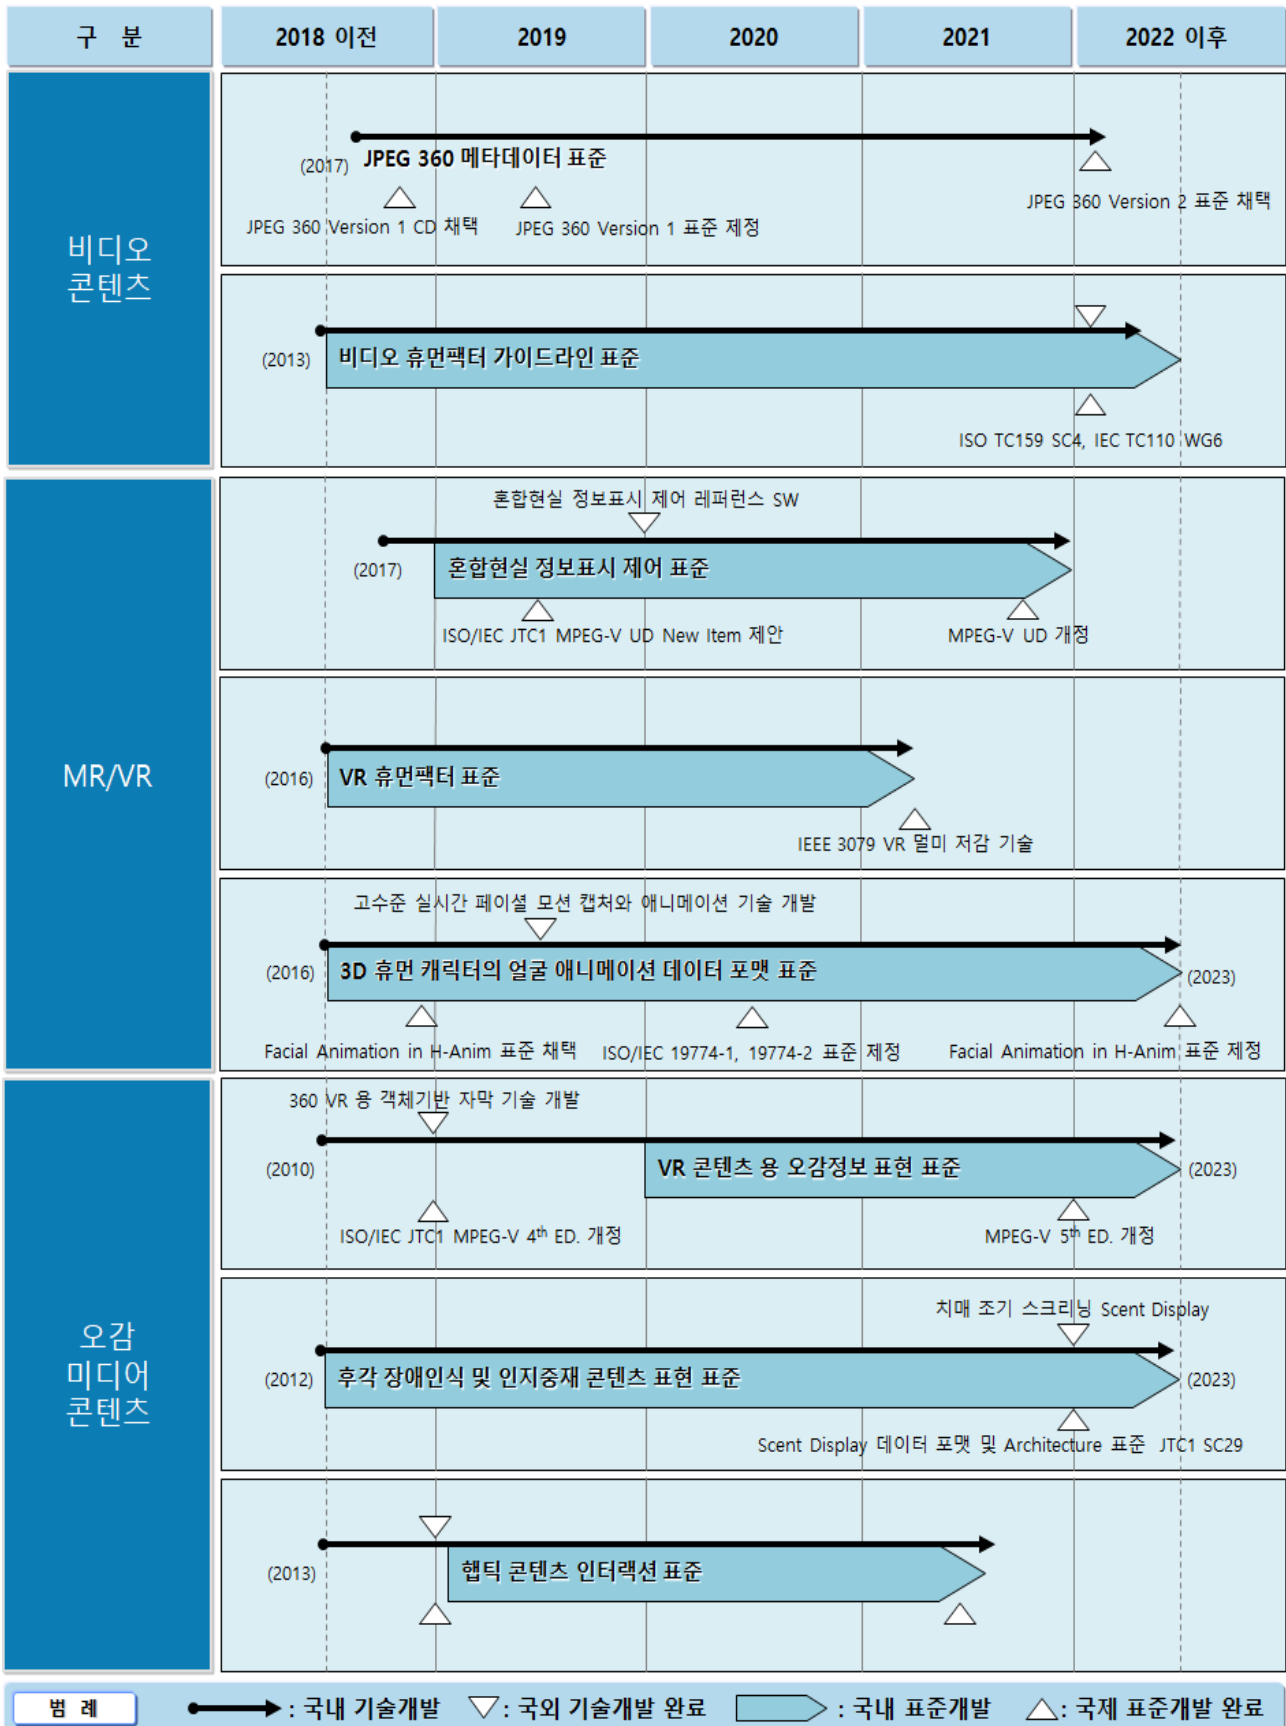 구 분
2018 이전
2019
2020
2021
2022 이후
비디오
콘텐츠
(2017)
JPEG 360 메타데이터 표준
JPEG 360 Version 1 CD 채택
JPEG 360 Version 1 표준 제정
JPEG 360 Version 2 표준 채택
(2013)
비디오 휴먼팩터 가이드라인 표준
ISO TC159 SC4, IEC TC110 WG6
MR/VR
혼합현실 정보표시 제어 레퍼런스 SW
(2017)
혼합현실 정보표시 제어 표준
ISO/IEC JTC1 MPEG-V UD New Item 제안
MPEG-V UD 개정
(2016)
VR 휴먼팩터 표준
IEEE 3079 VR 멀미 저감 기술
고수준 실시간 페이셜 모션 캡처와 애니메이션 기술 개발
(2016)
3D 휴먼 캐릭터의 얼굴 애니메이션 데이터 포맷 표준
(2023)
Facial Animation in H-Anim 표준 채택
ISO/IEC 19774-1, 19774-2 표준 제정
Facial Animation in H-Anim 표준 제정
오감
미디어
콘텐츠
360 VR 용 객체기반 자막 기술 개발
(2010)
VR 콘텐츠 용 오감정보 표현 표준
(2023)
ISO/IEC JTC1 MPEG-V 4th ED. 개정
MPEG-V 5th ED. 개정
치매 조기 스크리닝 Scent Display
(2012)
후각 장애인식 및 인지중재 콘텐츠 표현 표준
(2023)
Scent Display 데이터 포맷 및 Architecture 표준 JTC1 SC29
(2013)
햅틱 콘텐츠 인터랙션 표준
범 례
: 국내 기술개발
: 국외 기술개발 완료
: 국내 표준개발
: 국제 표준개발 완료